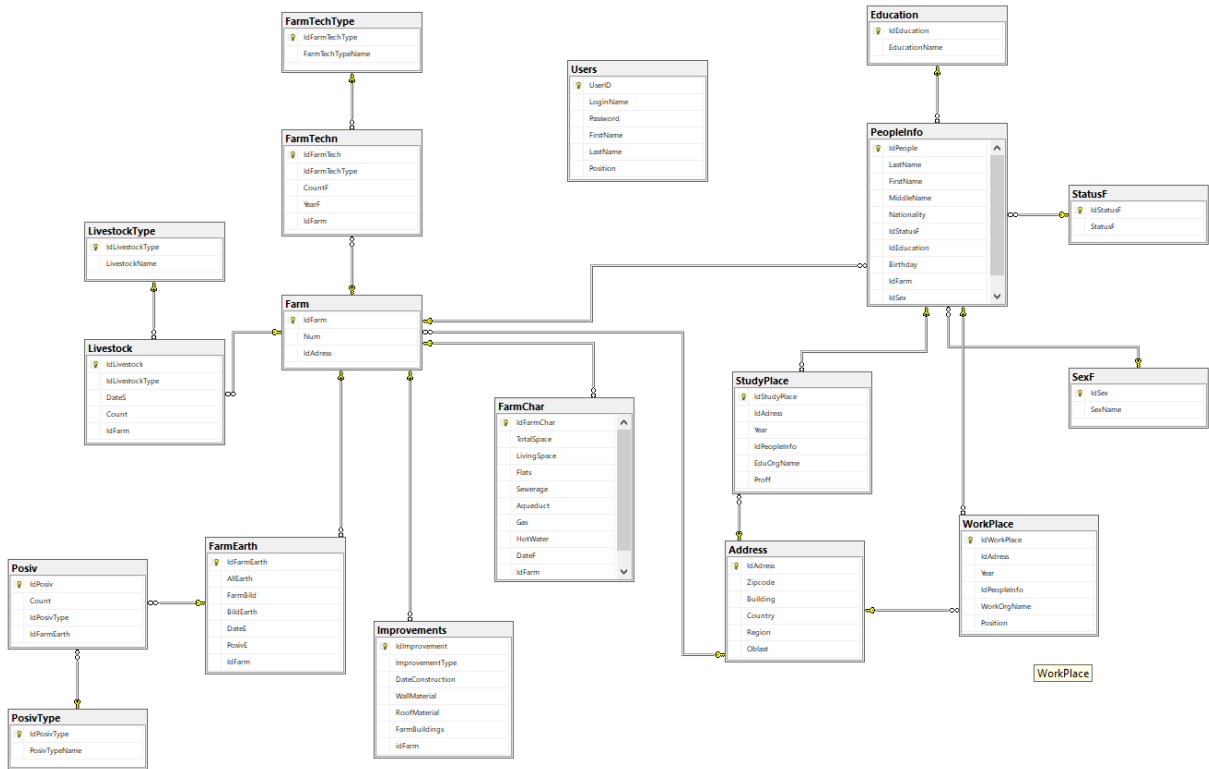 FarmTechType
IdFarmTechType
FarmTechTypeName
Education
IdEducation
EducationName
Users
UserID
LoginName
Password
FirstName
LastName
Position
FarmTechn
IdFarmTech
IdFarmTechType
CountF
YearF
IdFarm
PeopleInfo
IdPeople
LastName
FirstName
MiddleName
Nationality
IdStatusF
IdEducation
Birthday
IdFarm
IdSex
StatusF
IdStatusF
StatusF
LivestockType
IdLivestockType
LivestockName
Farm
IdFarm
Num
IdAdress
Livestock
IdLivestock
IdLivestockType
DateS
Count
IdFarm
SexF
IdSex
SexName
StudyPlace
IdStudyPlace
IdAdress
Year
IdPeopleInfo
EduOrgName
Proff
FarmChar
IdFarmChar
TotalSpace
LivingSpace
Flats
Sewerage
Aqueduct
Gas
HotWater
DateF
IdFarm
WorkPlace
IdWorkPlace
IdAdress
Year
IdPeopleInfo
WorkOrgName
Position
FarmEarth
IdFarmEarth
AllEarth
FarmBild
BildEarth
DateE
PosivE
IdFarm
Address
IdAdress
Zipcode
Building
Country
Region
Oblast
Posiv
IdPosiv
Count
IdPosivType
IdFarmEarth
Improvements
IdImprovement
ImprovementType
DateConstruction
WallMaterial
RoofMaterial
FarmBuildings
idFarm
WorkPlace
PosivType
IdPosivType
PosivTypeName